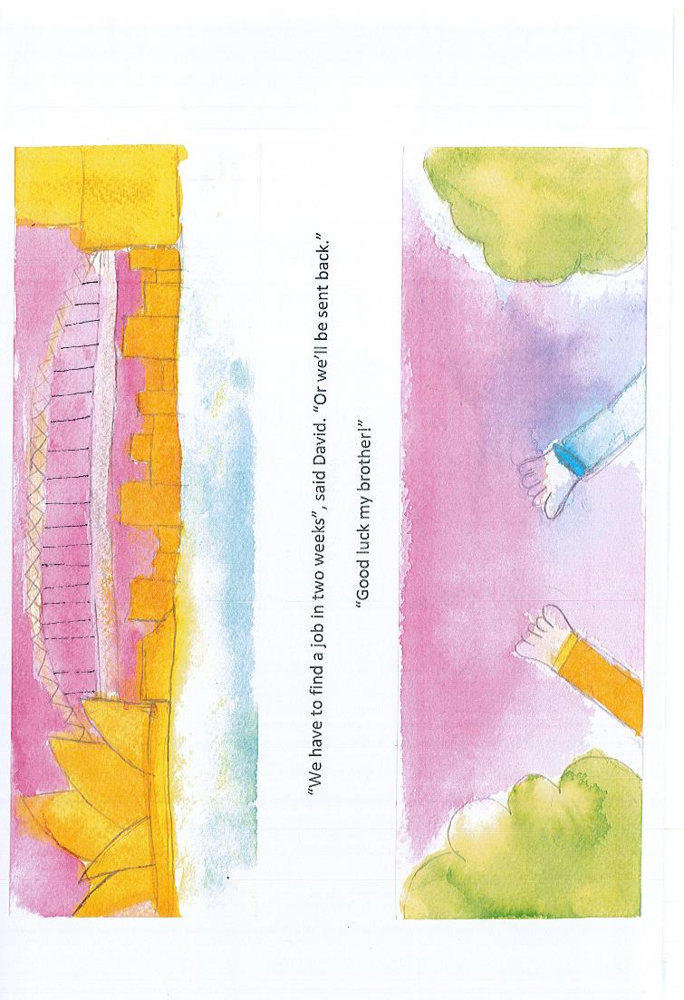 “We have to find a job in two weeks”, said David. “Or we’ll be sent back.”
“Good luck my brother!”